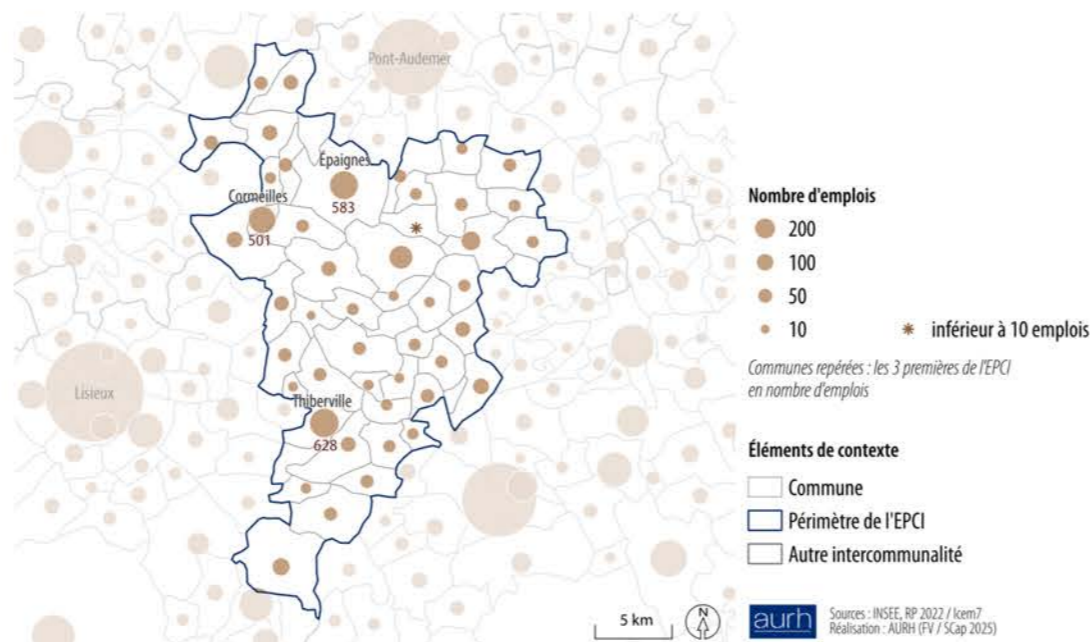 Pont-Audemer
Épaignes
583
Cormeilles
501
Lisieux
Thiberville
628
Nombre d'emplois
200
100
50
10
inférieur à 10 emplois
Communes repérées : les 3 premières de l'EPCI
en nombre d'emplois
Éléments de contexte
Commune
Périmètre de l'EPCI
Autre intercommunalité
5 km
N
aurh
Sources : INSEE, RP 2022 / Icem7
Réalisation : AURH (FV / SCap 2025)